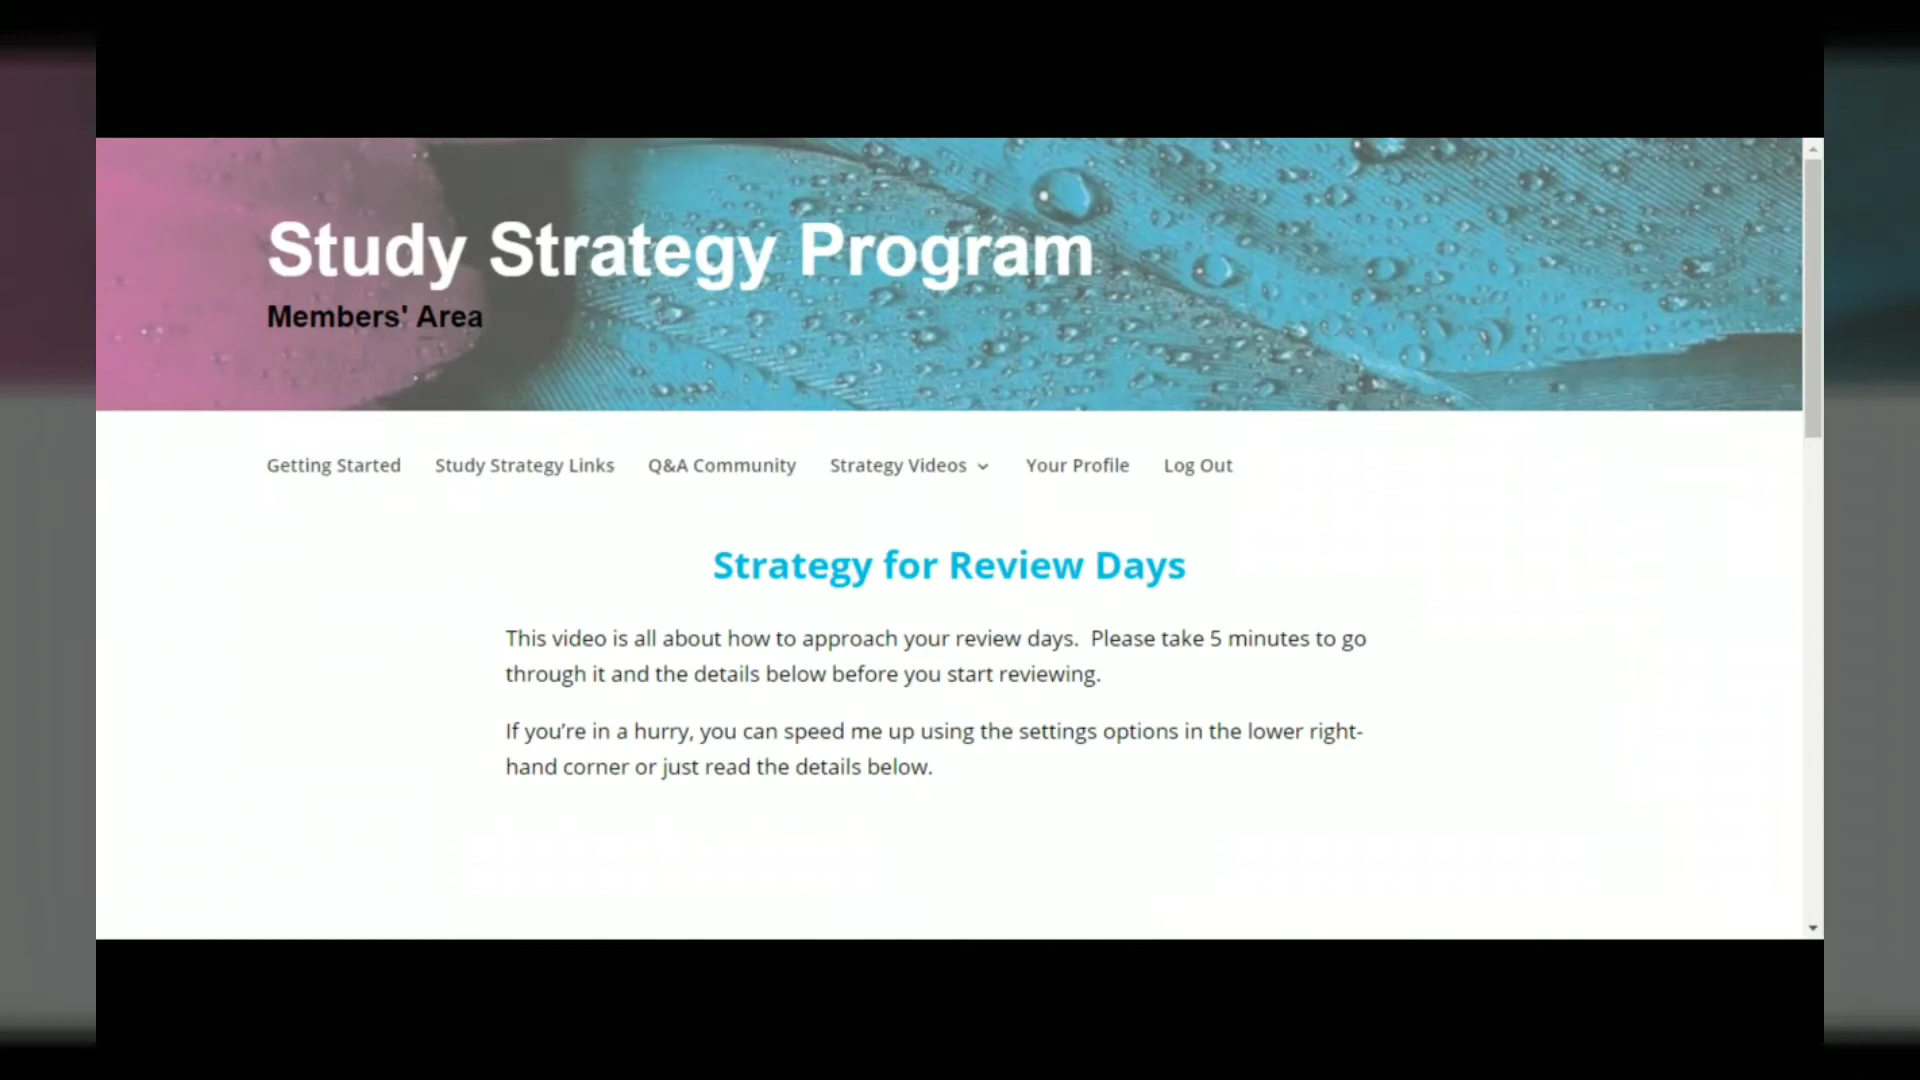 Study Strategy Program
Members' Area
Getting Started Study Strategy Links Q&A Community Strategy Videos Your Profile Log Out
Strategy for Review Days
This video is all about how to approach your review days.  Please take 5 minutes to go
through it and the details below before you start reviewing.
If you’re in a hurry, you can speed me up using the settings options in the lower right-
hand corner or just read the details below.